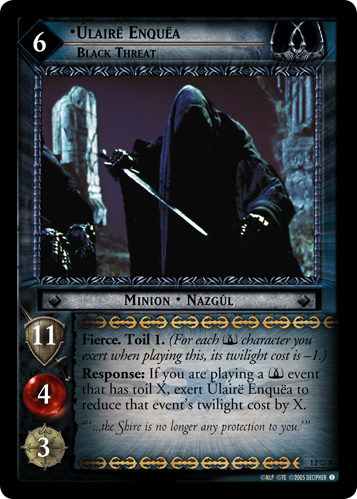 6
•Úlairë Enquëa
Black Threat
Minion • Nazgûl
11
4
3
Fierce. Toil 1. (For each character you
exert when playing this, its twilight cost is –1.)
Response: If you are playing a event
that has toil X, exert Úlairë Enquëa to
reduce that event's twilight cost by X.
“‘...the Shire is no longer any protection to you.’”
©NLP ©TE ©2005 DECIPHER